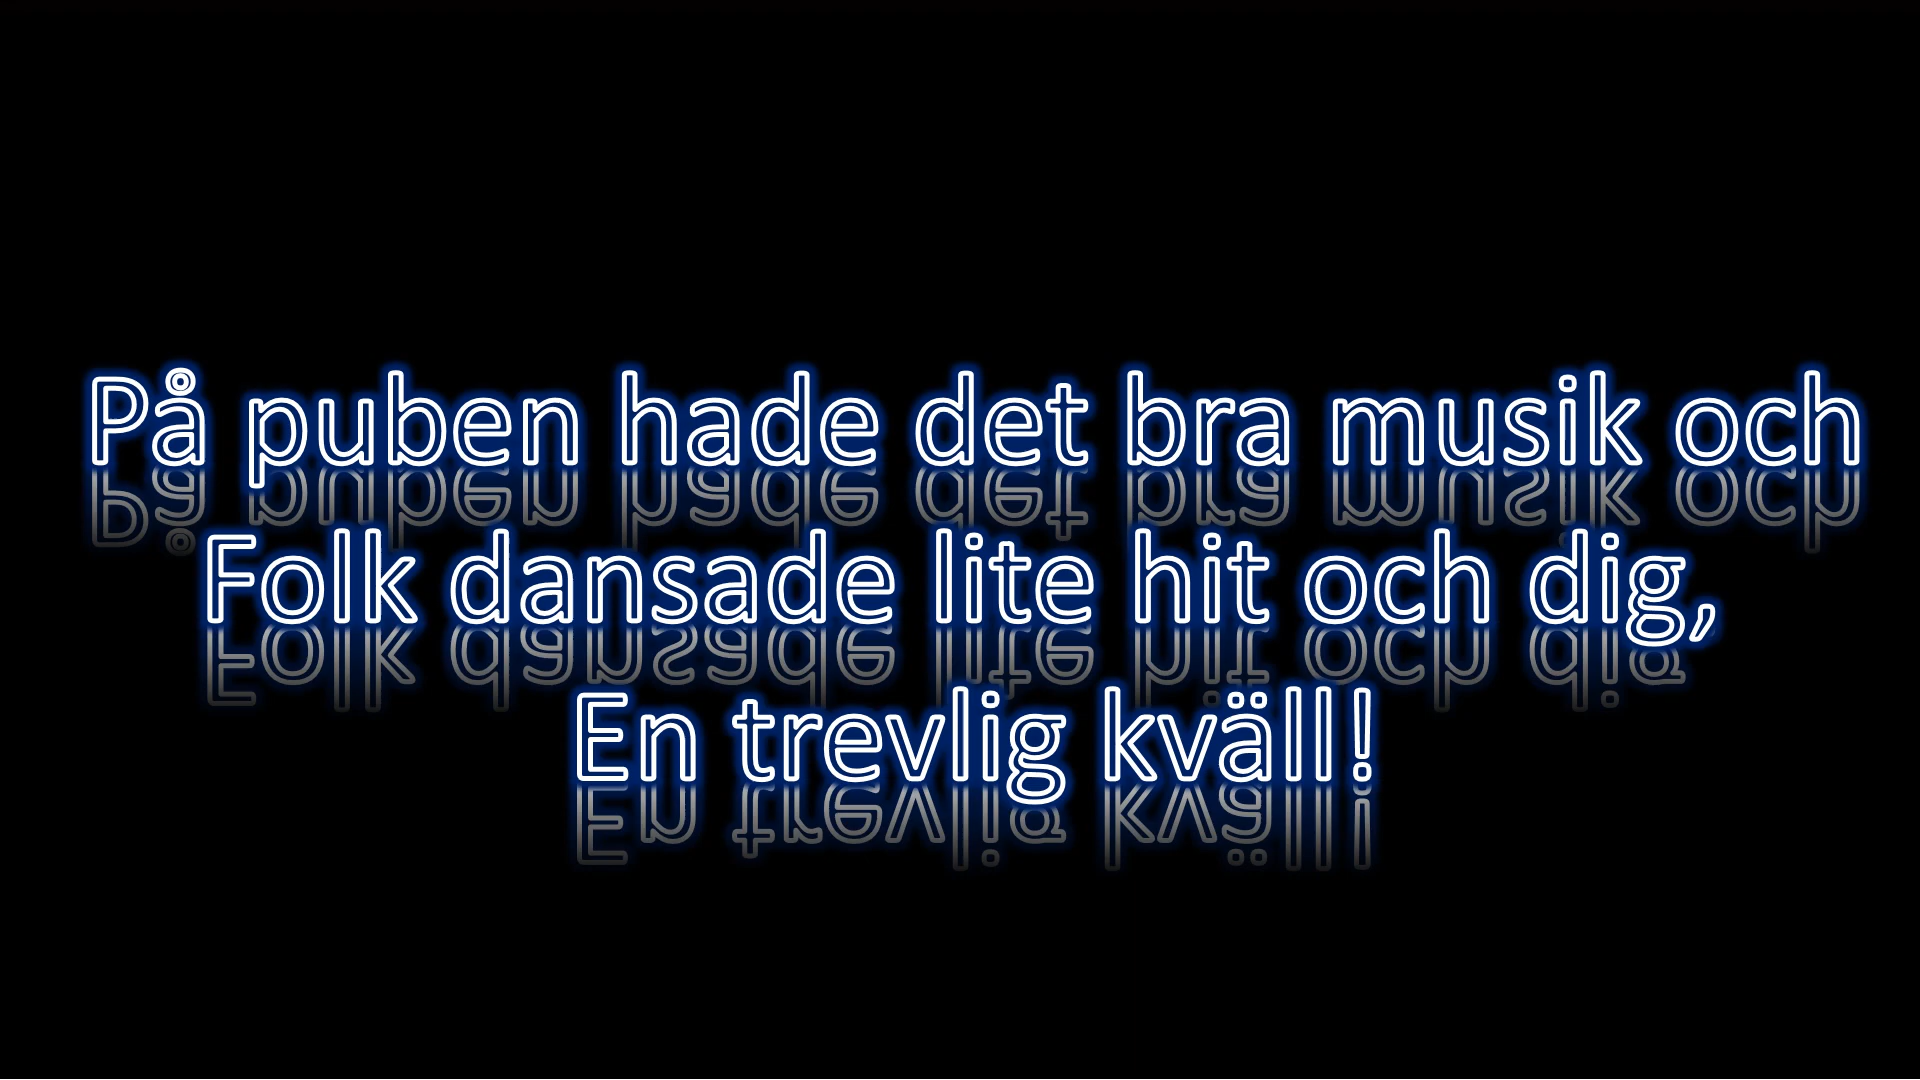 På puben hade det bra musik och
Folk dansade lite hit och dig,
En trevlig kväll!